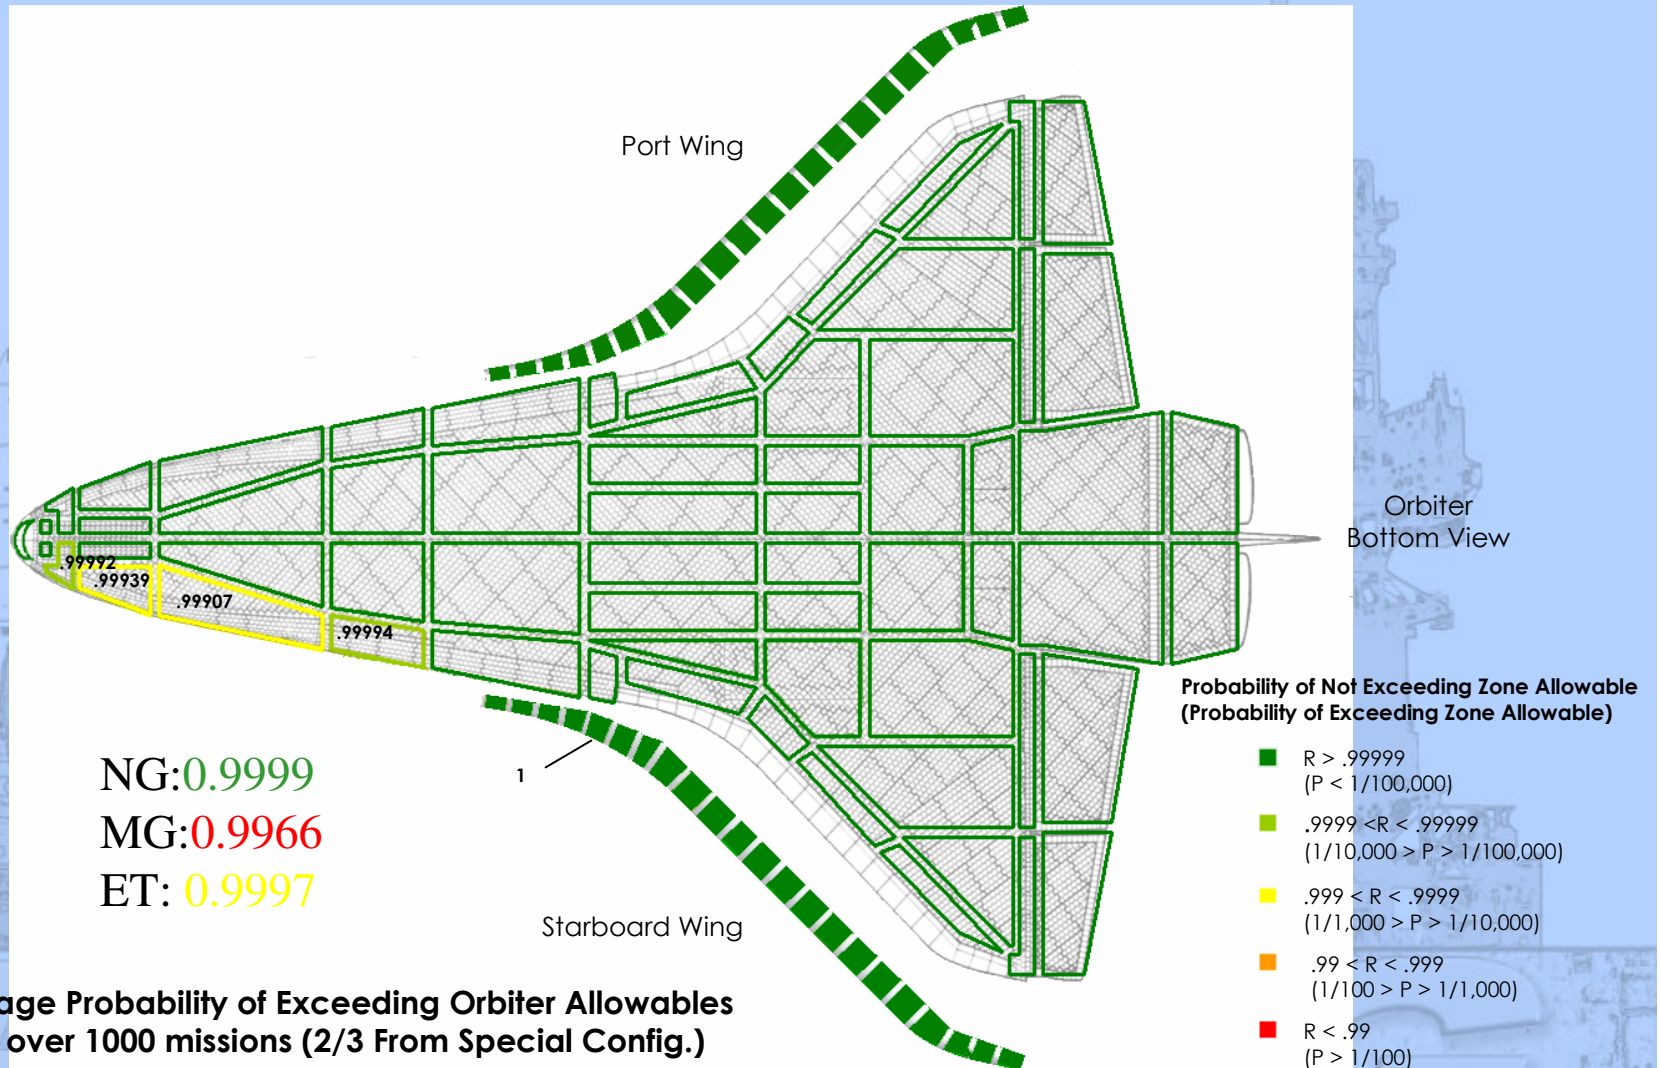 Port Wing
Orbiter
Bottom View
.99992
.99939
.99907
.99994
Probability of Not Exceeding Zone Allowable
(Probability of Exceeding Zone Allowable)
R > .99999
(P < 1/100,000)
.9999 <R < .99999
(1/10,000 > P > 1/100,000)
.999 < R < .9999
(1/1,000 > P > 1/10,000)
.99 < R < .999
(1/100 > P > 1/1,000)
R < .99
(P > 1/100)
1
NG:0.9999
MG:0.9966
ET: 0.9997
Starboard Wing
age Probability of Exceeding Orbiter Allowables
over 1000 missions (2/3 From Special Config.)